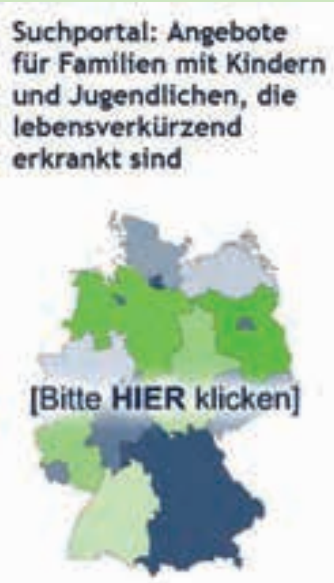 Suchportal: Angebote
für Familien mit Kindern
und Jugendlichen, die
lebensverkürzend
erkrankt sind
[Bitte HIER klicken]